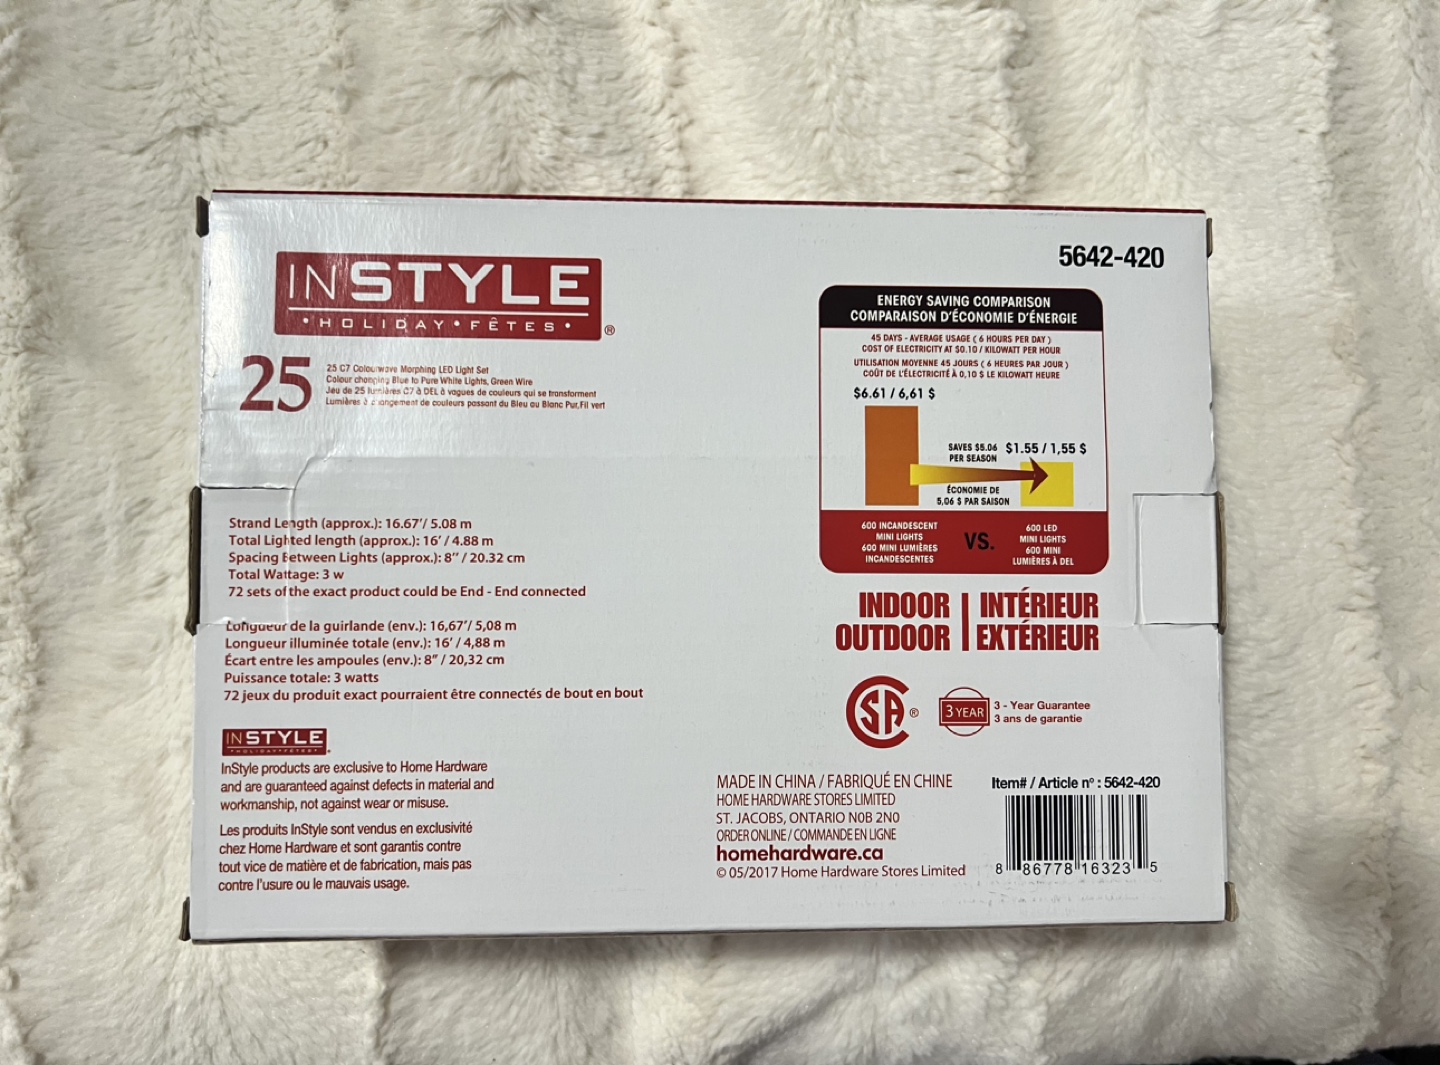 INSTYLE
•HOLIDAY•FÊTES•
®
25
25 C7 Colourwave Morphing LED Light Set
Colour changing Blue to Pure White Lights, Green Wire
Jeu de 25 lumières C7 à DEL à vagues de couleurs qui se transforment
Lumières à changement de couleurs passant du Bleu au Blanc Pur, Fil vert
Strand Length (approx.): 16.67'/ 5.08 m
Total Lighted length (approx.): 16' / 4.88 m
Spacing Between Lights (approx.): 8'' / 20.32 cm
Total Wattage: 3 w
72 sets of the exact product could be End - End connected
Longueur de la guirlande (env.): 16,67'/ 5,08 m
Longueur illuminée totale (env.): 16' / 4,88 m
Écart entre les ampoules (env.): 8" / 20,32 cm
Puissance totale: 3 watts
72 jeux du produit exact pourraient être connectés de bout en bout
INSTYLE
•HOLIDAY•FÊTES•
InStyle products are exclusive to Home Hardware
and are guaranteed against defects in material and
workmanship, not against wear or misuse.
Les produits InStyle sont vendus en exclusivité
chez Home Hardware et sont garantis contre
tout vice de matière et de fabrication, mais pas
contre l'usure ou le mauvais usage.
5642-420
ENERGY SAVING COMPARISON
COMPARAISON D'ÉCONOMIE D'ÉNERGIE
45 DAYS - AVERAGE USAGE ( 6 HOURS PER DAY )
COST OF ELECTRICITY AT $0.10 / KILOWATT PER HOUR
UTILISATION MOYENNE 45 JOURS ( 6 HEURES PAR JOUR )
COÛT DE L'ÉLECTRICITÉ À 0,10 $ LE KILOWATT HEURE
$6.61 / 6,61 $
SAVES $5.06
PER SEASON
$1.55 / 1,55 $
ÉCONOMIE DE
5,06 $ PAR SAISON
600 INCANDESCENT
MINI LIGHTS
600 MINI LUMIÈRES
INCANDESCENTES
VS.
600 LED
MINI LIGHTS
600 MINI
LUMIÈRES À DEL
INDOOR | INTÉRIEUR
OUTDOOR | EXTÉRIEUR
CSA ®
3 YEAR
3 - Year Guarantee
3 ans de garantie
MADE IN CHINA / FABRIQUÉ EN CHINE
HOME HARDWARE STORES LIMITED
ST. JACOBS, ONTARIO N0B 2N0
ORDER ONLINE / COMMANDE EN LIGNE
homehardware.ca
© 05/2017 Home Hardware Stores Limited
Item# / Article nº : 5642-420
8 86778 16323 5